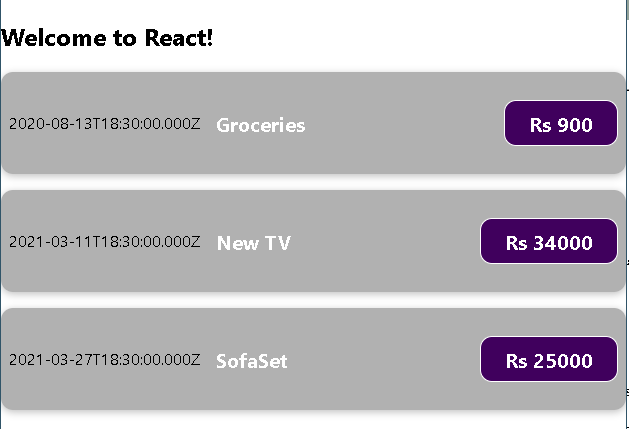 Welcome to React!
2020-08-13T18:30:00.000Z Groceries Rs 900
2021-03-11T18:30:00.000Z New TV Rs 34000
2021-03-27T18:30:00.000Z SofaSet Rs 25000